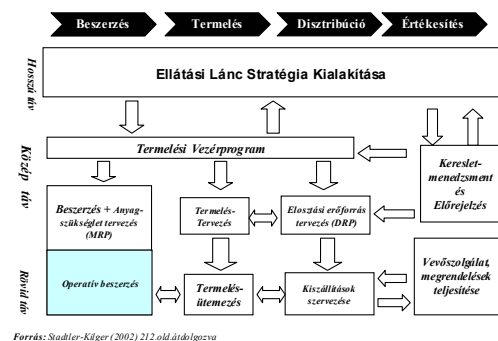 Beszerzés
Termelés
Disztribúció
Értékesítés
Hosszú táv
Ellátási Lánc Stratégia Kialakítása
Közép táv
Termelési Vezérprogram
Kereslet-
menedzsment
és
Előrejelzés
Beszerzés + Anyag-
szükséglet tervezés
(MRP)
Termelés-
Tervezés
Elosztási erőforrás
tervezés (DRP)
Rövid táv
Operatív beszerzés
Termelés-
ütemezés
Kiszállítások
szervezése
Vevőszolgálat,
megrendelések
teljesítése
Forrás: Stadtler-Kilger (2002) 212.old.átdolgozva